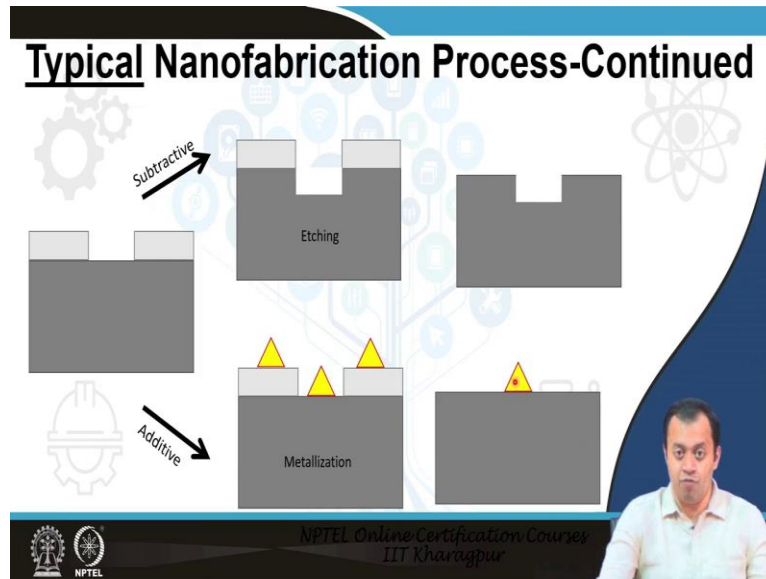 Typical Nanofabrication Process-Continued
Subtractive
Etching
Additive
Metallization
NPTEL Online Certification Courses
IIT Kharagpur
NPTEL